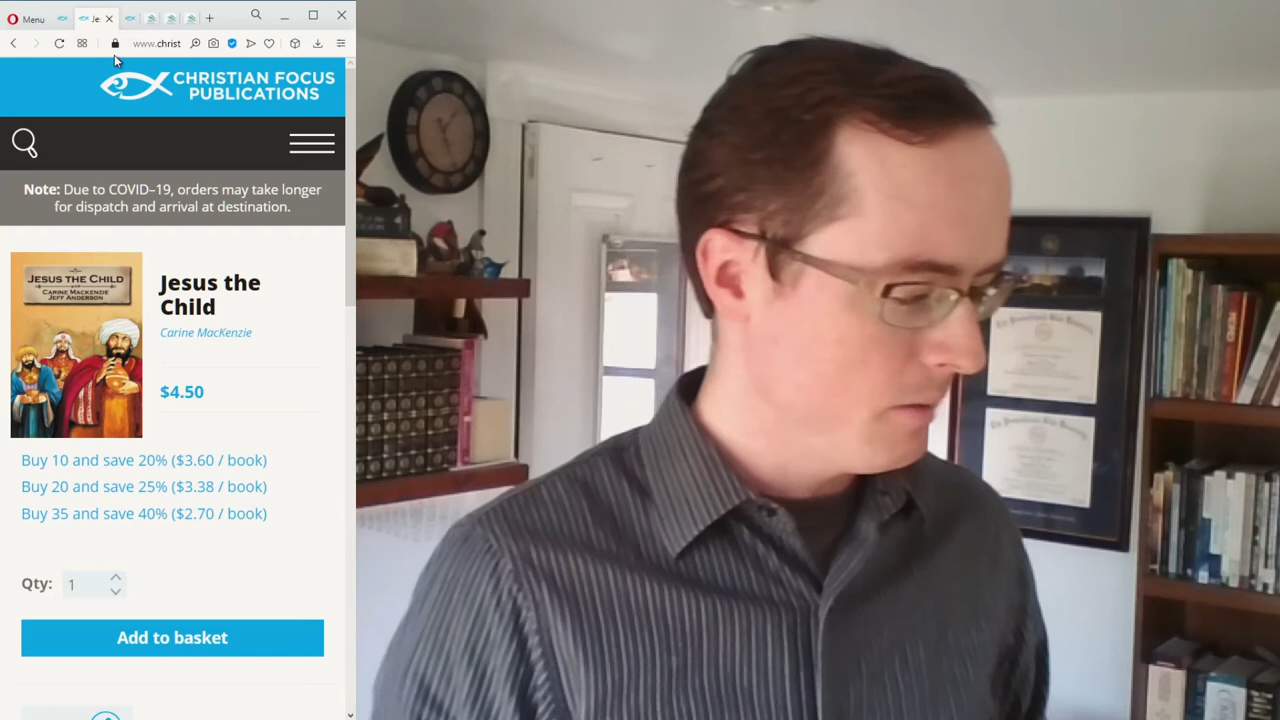 Menu
Je
www.christ
CHRISTIAN FOCUS
PUBLICATIONS
Note: Due to COVID–19, orders may take longer
for dispatch and arrival at destination.
JESUS THE CHILD
CARINE MACKENZIE
JEFF ANDERSON
Jesus the
Child
Carine MacKenzie
$4.50
Buy 10 and save 20% ($3.60 / book)
Buy 20 and save 25% ($3.38 / book)
Buy 35 and save 40% ($2.70 / book)
Qty: 1
Add to basket